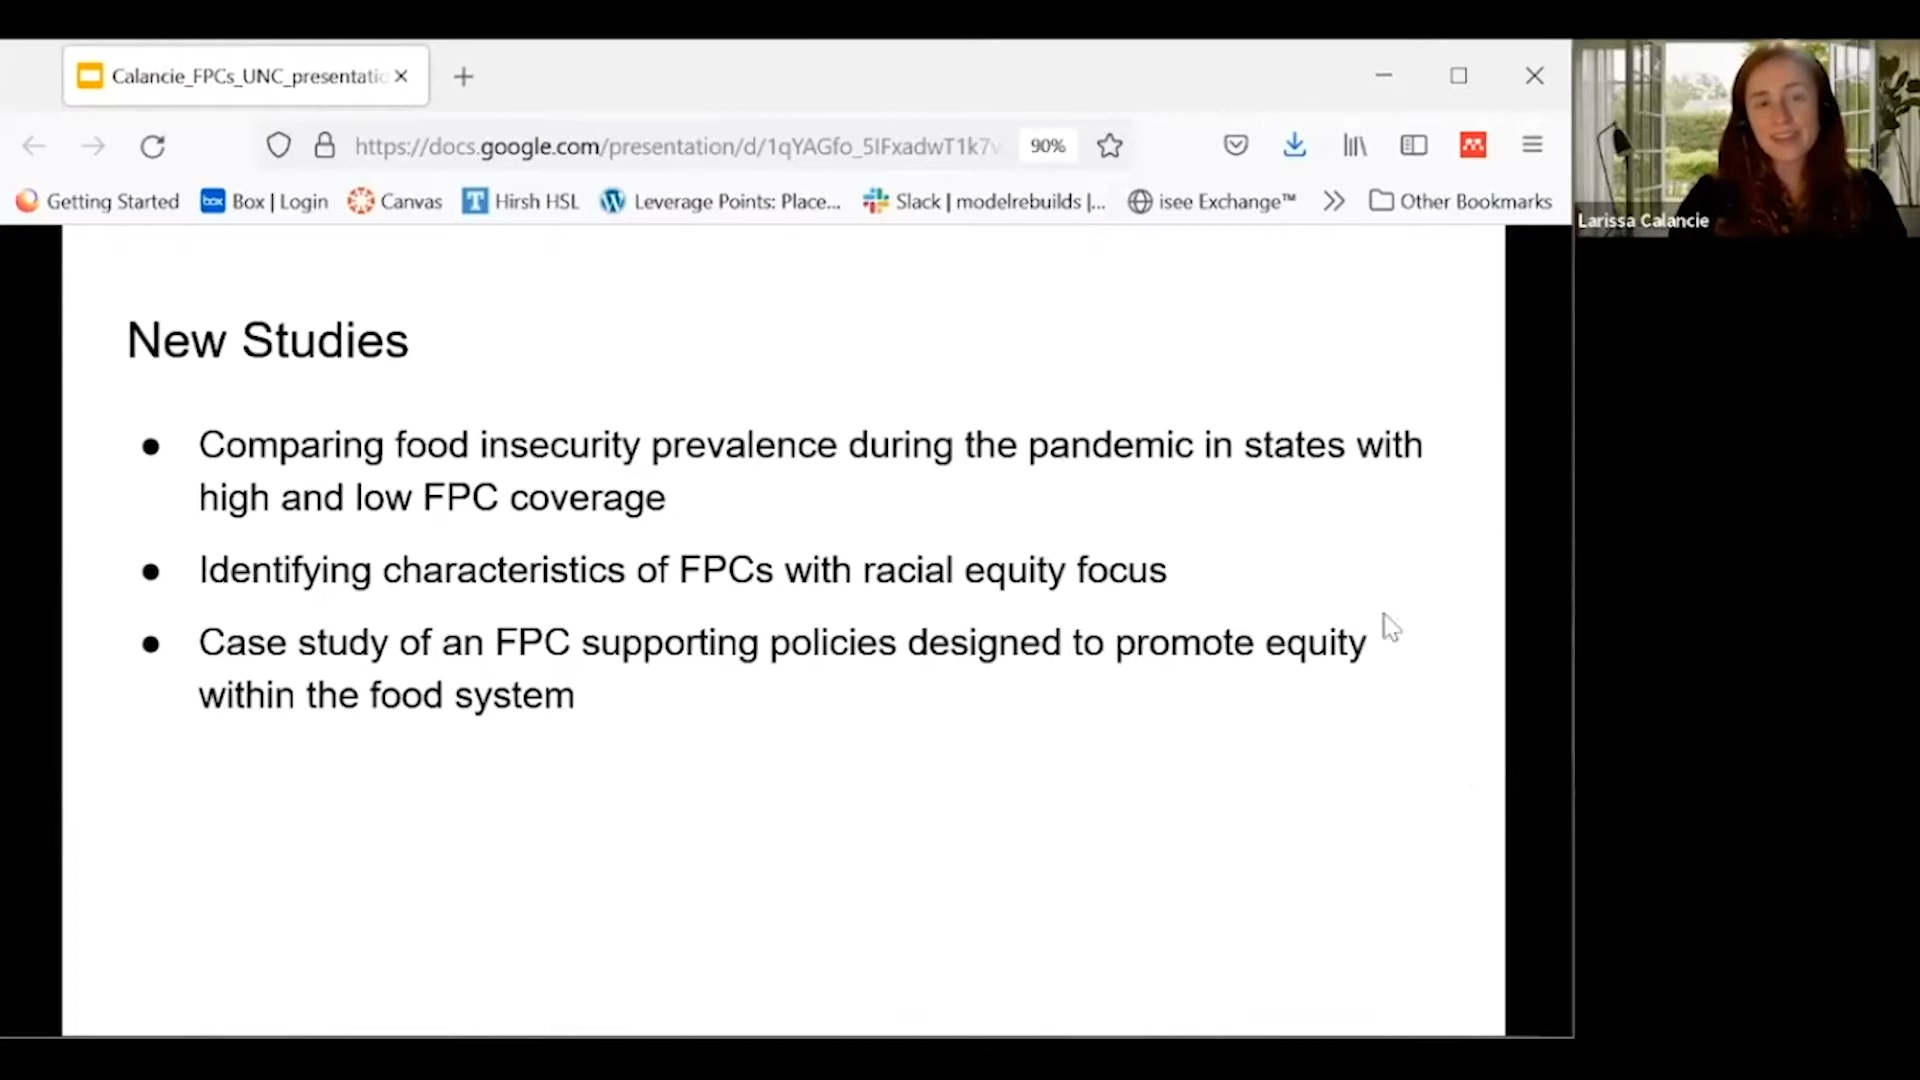 Calancie_FPCs_UNC_presentatio
https://docs.google.com/presentation/d/1qYAGfo_5IFxadwT1k7v
90%
Getting Started
box
Box | Login
Canvas
T
Hirsh HSL
Leverage Points: Place...
Slack | modelrebuilds |...
isee Exchange™
Other Bookmarks
Larissa Calancie
New Studies
● Comparing food insecurity prevalence during the pandemic in states with
high and low FPC coverage
● Identifying characteristics of FPCs with racial equity focus
● Case study of an FPC supporting policies designed to promote equity
within the food system